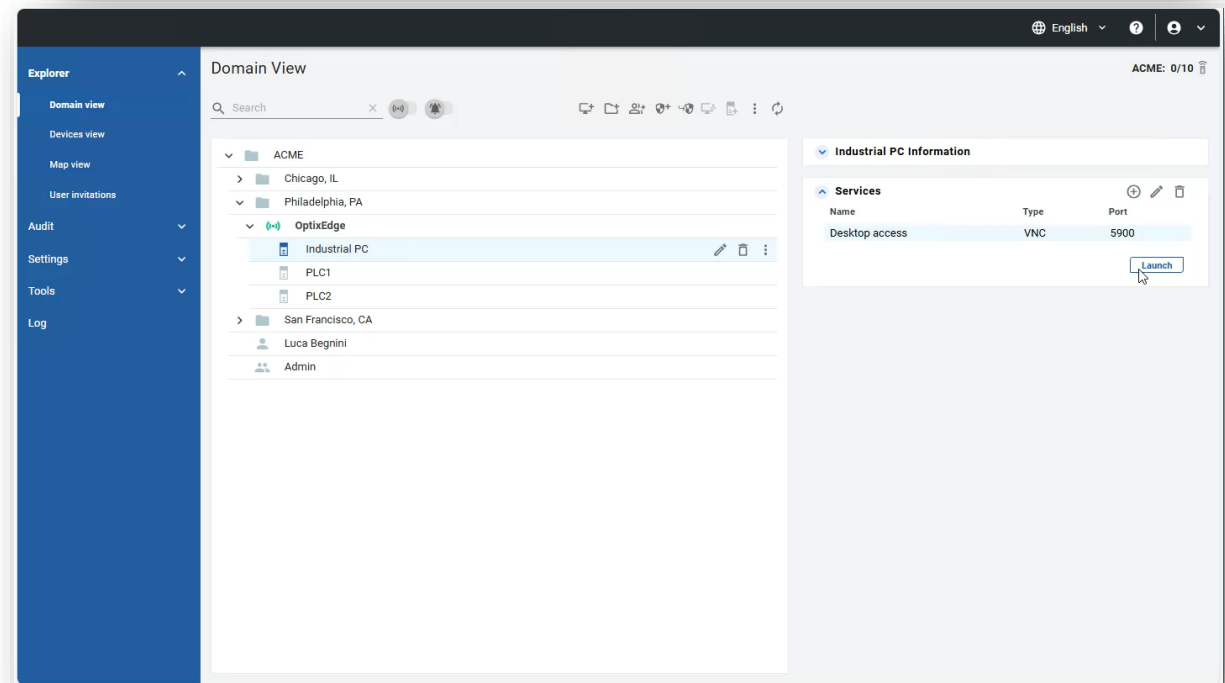 English
Explorer
Domain view
Devices view
Map view
User invitations
Audit
Settings
Tools
Log
Domain View
ACME: 0/10
Search
ACME
Chicago, IL
Philadelphia, PA
OptixEdge
Industrial PC
PLC1
PLC2
San Francisco, CA
Luca Begnini
Admin
Industrial PC Information
Services
Name Type Port
Desktop access VNC 5900
Launch